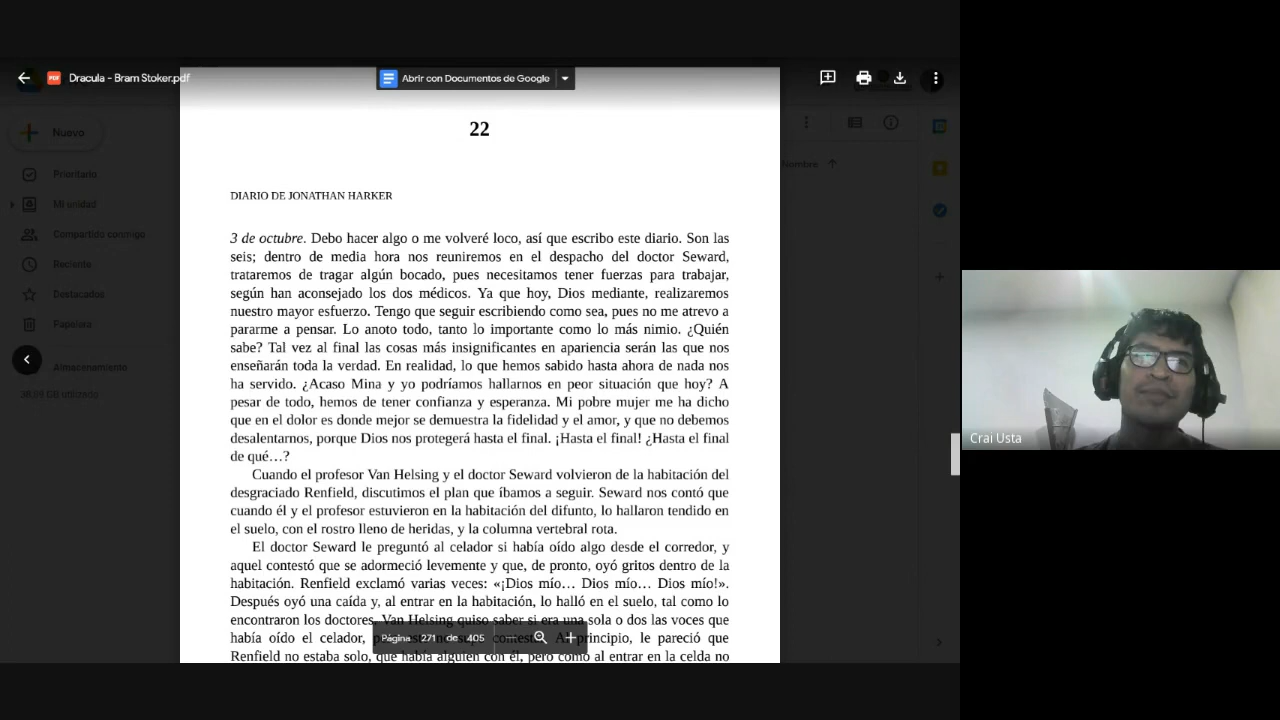 Dracula - Bram Stoker.pdf
Abrir con Documentos de Google
Nuevo
Nombre
Prioritario
Mi unidad
Compartido conmigo
Reciente
Destacados
Papelera
Almacenamiento
utilizado
22
DIARIO DE JONATHAN HARKER
3 de octubre. Debo hacer algo o me volveré loco, así que escribo este diario. Son las
seis; dentro de media hora nos reuniremos en el despacho del doctor Seward,
trataremos de tragar algún bocado, pues necesitamos tener fuerzas para trabajar,
según han aconsejado los dos médicos. Ya que hoy, Dios mediante, realizaremos
nuestro mayor esfuerzo. Tengo que seguir escribiendo como sea, pues no me atrevo a
pararme a pensar. Lo anoto todo, tanto lo importante como lo más nimio. ¿Quién
sabe? Tal vez al final las cosas más insignificantes en apariencia serán las que nos
enseñarán toda la verdad. En realidad, lo que hemos sabido hasta ahora de nada nos
ha servido. ¿Acaso Mina y yo podríamos hallarnos en peor situación que hoy? A
pesar de todo, hemos de tener confianza y esperanza. Mi pobre mujer me ha dicho
que en el dolor es donde mejor se demuestra la fidelidad y el amor, y que no debemos
desalentarnos, porque Dios nos protegerá hasta el final. ¡Hasta el final! ¿Hasta el final
de qué…?
Cuando el profesor Van Helsing y el doctor Seward volvieron de la habitación del
desgraciado Renfield, discutimos el plan que íbamos a seguir. Seward nos contó que
cuando él y el profesor estuvieron en la habitación del difunto, lo hallaron tendido en
el suelo, con el rostro lleno de heridas, y la columna vertebral rota.
El doctor Seward le preguntó al celador si había oído algo desde el corredor, y
aquel contestó que se adormeció levemente y que, de pronto, oyó gritos dentro de la
habitación. Renfield exclamó varias veces: «¡Dios mío… Dios mío… Dios mío!».
Después oyó una caída y, al entrar en la habitación, lo halló en el suelo, tal como lo
encontraron los doctores. Van Helsing quiso saber si era una sola o dos las voces que
había oído el celador, principio, le pareció que
Renfield no estaba solo, que había alguien con él, pero como al entrar en la celda no
Página 271 de 405
Crai Usta